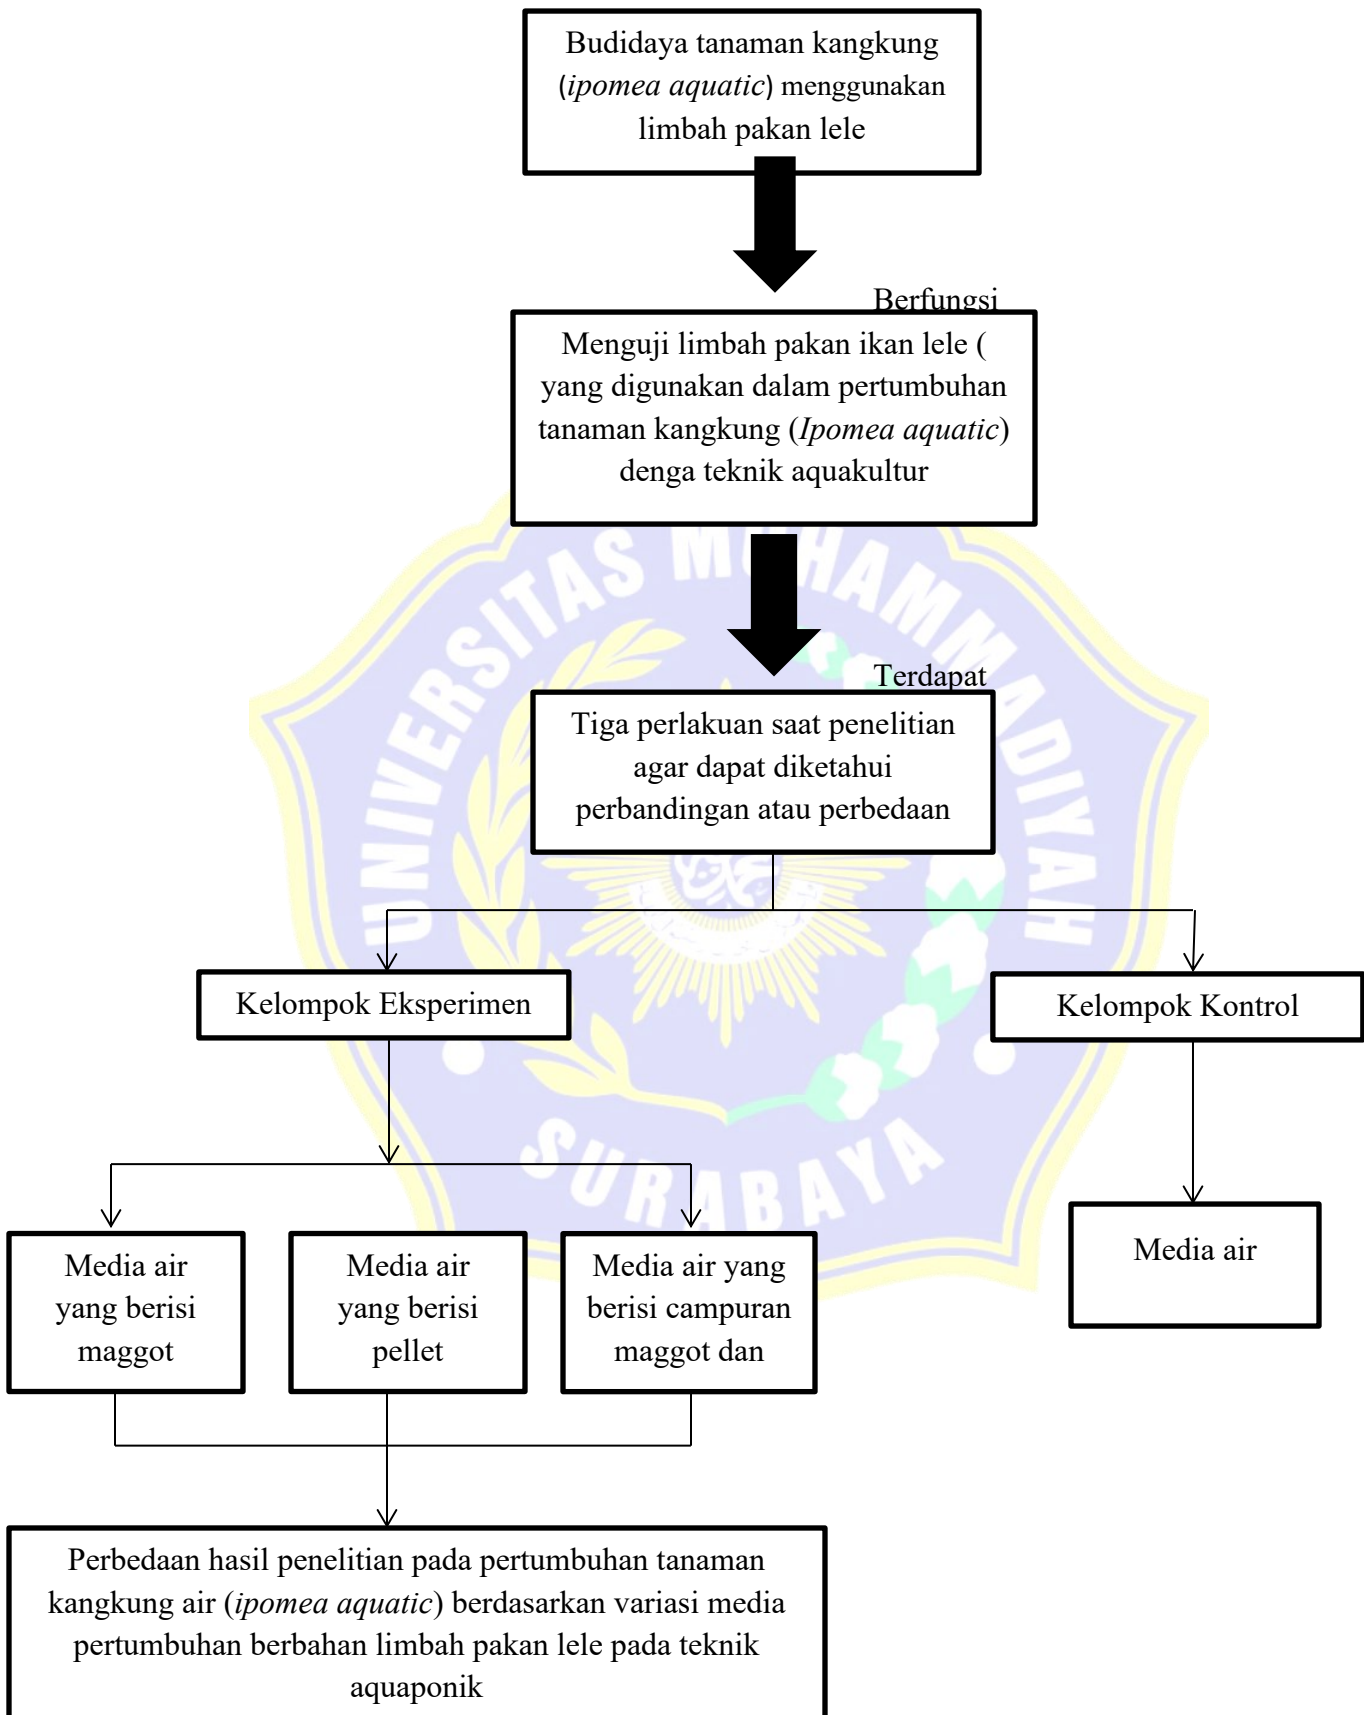 Budidaya tanaman kangkung
(ipomea aquatic) menggunakan
limbah pakan lele
Berfungsi
Menguji limbah pakan ikan lele (
yang digunakan dalam pertumbuhan
tanaman kangkung (Ipomea aquatic)
denga teknik aquakultur
Terdapat
Tiga perlakuan saat penelitian
agar dapat diketahui
perbandingan atau perbedaan
Kelompok Eksperimen
Kelompok Kontrol
Media air
yang berisi
maggot
Media air
yang berisi
pellet
Media air yang
berisi campuran
maggot dan
Media air
Perbedaan hasil penelitian pada pertumbuhan tanaman
kangkung air (ipomea aquatic) berdasarkan variasi media
pertumbuhan berbahan limbah pakan lele pada teknik
aquaponik
UNIVERSITAS MUHAMMADIYAH
SURABAYA